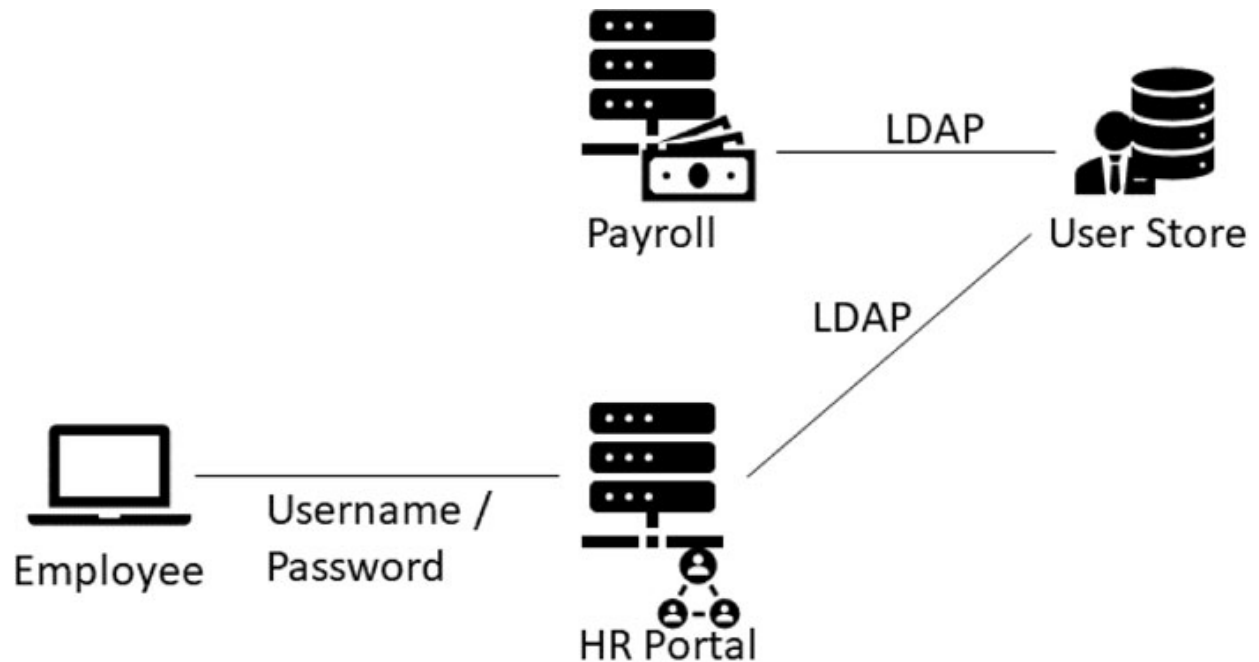 LDAP
Payroll
User Store
LDAP
Username /
Password
Employee
HR Portal